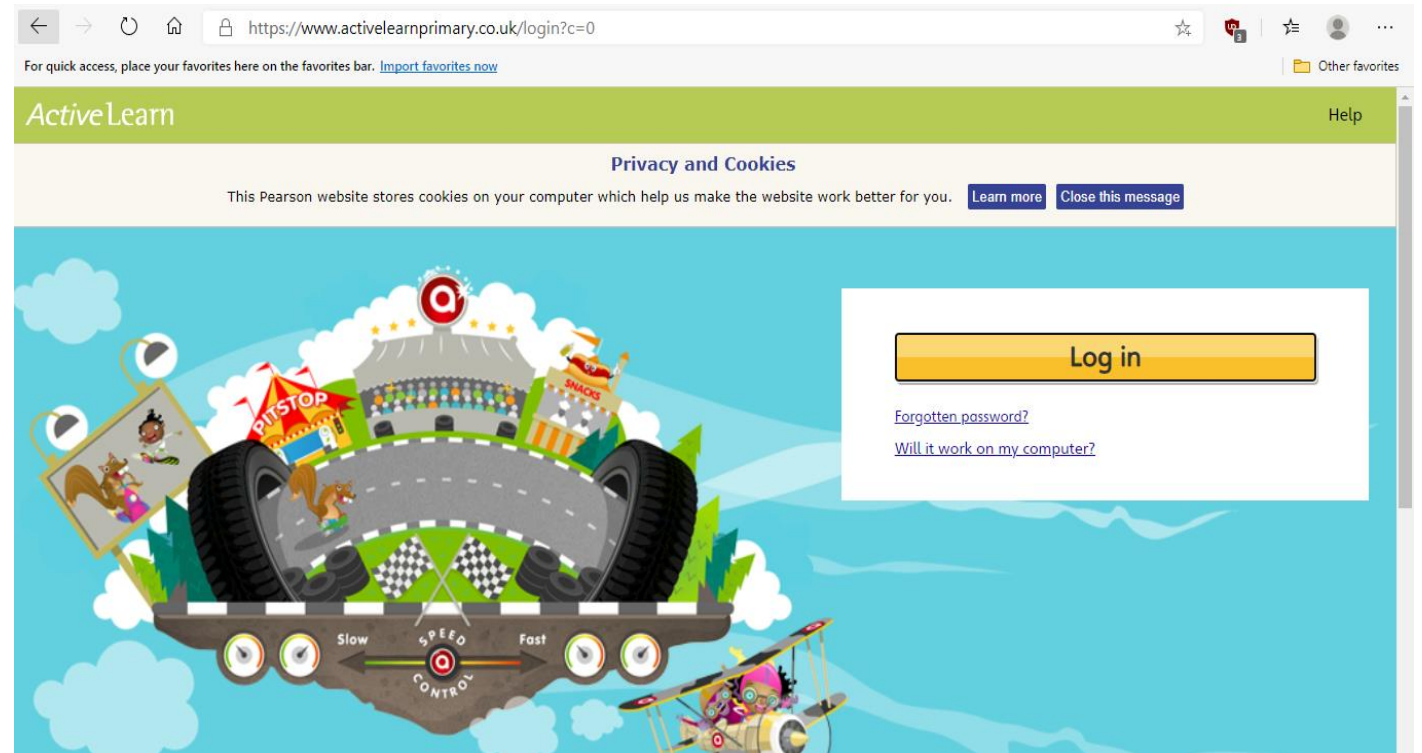 https://www.activelearnprimary.co.uk/login?c=0
3
For quick access, place your favorites here on the favorites bar. Import favorites now
Other favorites
ActiveLearn
Help
Privacy and Cookies
This Pearson website stores cookies on your computer which help us make the website work better for you. Learn more Close this message
a
PITSTOP
SNACKS
Log in
Forgotten password?
Will it work on my computer?
Slow
SPEED
Fast
a
CONTROL
a